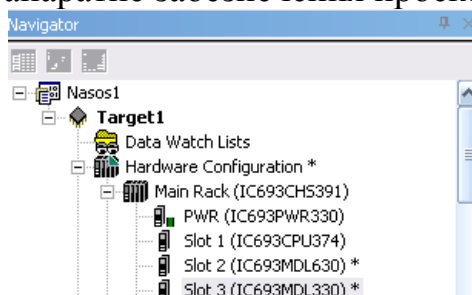 Navigator
Nasos1
Target1
Data Watch Lists
Hardware Configuration *
Main Rack (IC693CHS391)
PWR (IC693PWR330)
Slot 1 (IC693CPU374)
Slot 2 (IC693MDL630) *
Slot 3 (IC693MDL330) *